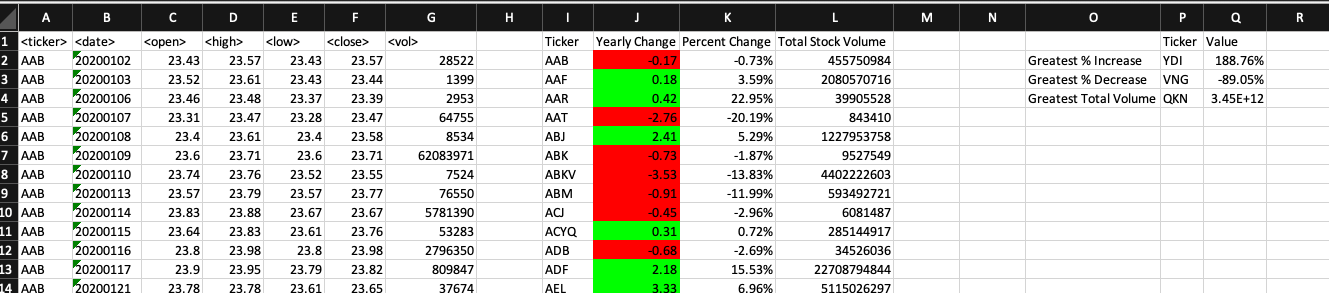 A B C D E F G H I J K L M N O P Q R
1 <ticker> <date> <open> <high> <low> <close> <vol> Ticker Yearly Change Percent Change Total Stock Volume Ticker Value
2 AAB 20200102 23.43 23.57 23.43 23.57 28522 AAB -0.17 -0.73% 455750984 Greatest % Increase YDI 188.76%
3 AAB 20200103 23.52 23.61 23.43 23.44 1399 AAF 0.18 3.59% 2080570716 Greatest % Decrease VNG -89.05%
4 AAB 20200106 23.46 23.48 23.37 23.39 2953 AAR 0.42 22.95% 39905528 Greatest Total Volume QKN 3.45E+12
5 AAB 20200107 23.31 23.47 23.28 23.47 64755 AAT -2.76 -20.19% 843410
6 AAB 20200108 23.4 23.61 23.4 23.58 8534 ABJ 2.41 5.29% 1227953758
7 AAB 20200109 23.6 23.71 23.6 23.71 62083971 ABK -0.73 -1.87% 9527549
8 AAB 20200110 23.74 23.76 23.52 23.55 7524 ABKV -3.53 -13.83% 4402222603
9 AAB 20200113 23.57 23.79 23.57 23.77 76550 ABM -0.91 -11.99% 593492721
10 AAB 20200114 23.83 23.88 23.67 23.67 5781390 ACJ -0.45 -2.96% 6081487
11 AAB 20200115 23.64 23.83 23.61 23.76 53283 ACYQ 0.31 0.72% 285144917
12 AAB 20200116 23.8 23.98 23.8 23.98 2796350 ADB -0.68 -2.69% 34526036
13 AAB 20200117 23.9 23.95 23.79 23.82 809847 ADF 2.18 15.53% 22708794844
14 AAB 20200121 23.78 23.78 23.61 23.65 37674 AEL 3.33 6.96% 5115026297